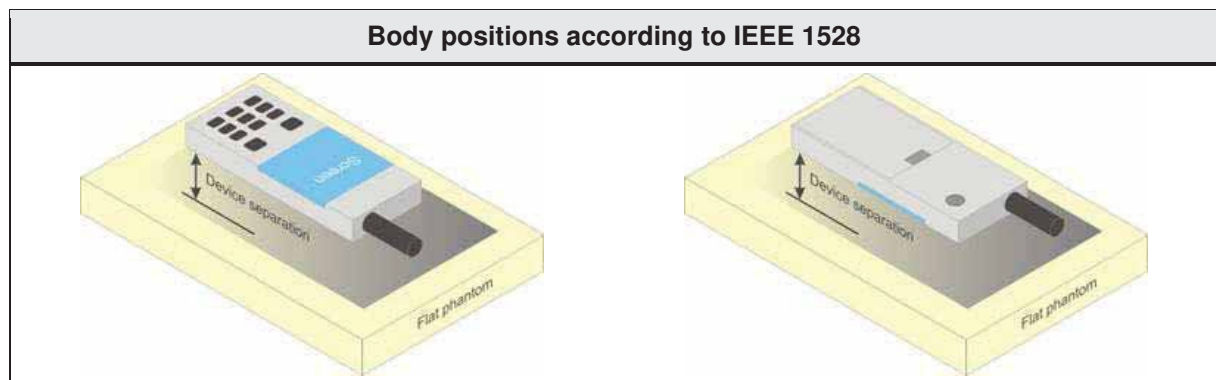 Body positions according to IEEE 1528
Screen
Device separation
Flat phantom
Device separation
Flat phantom